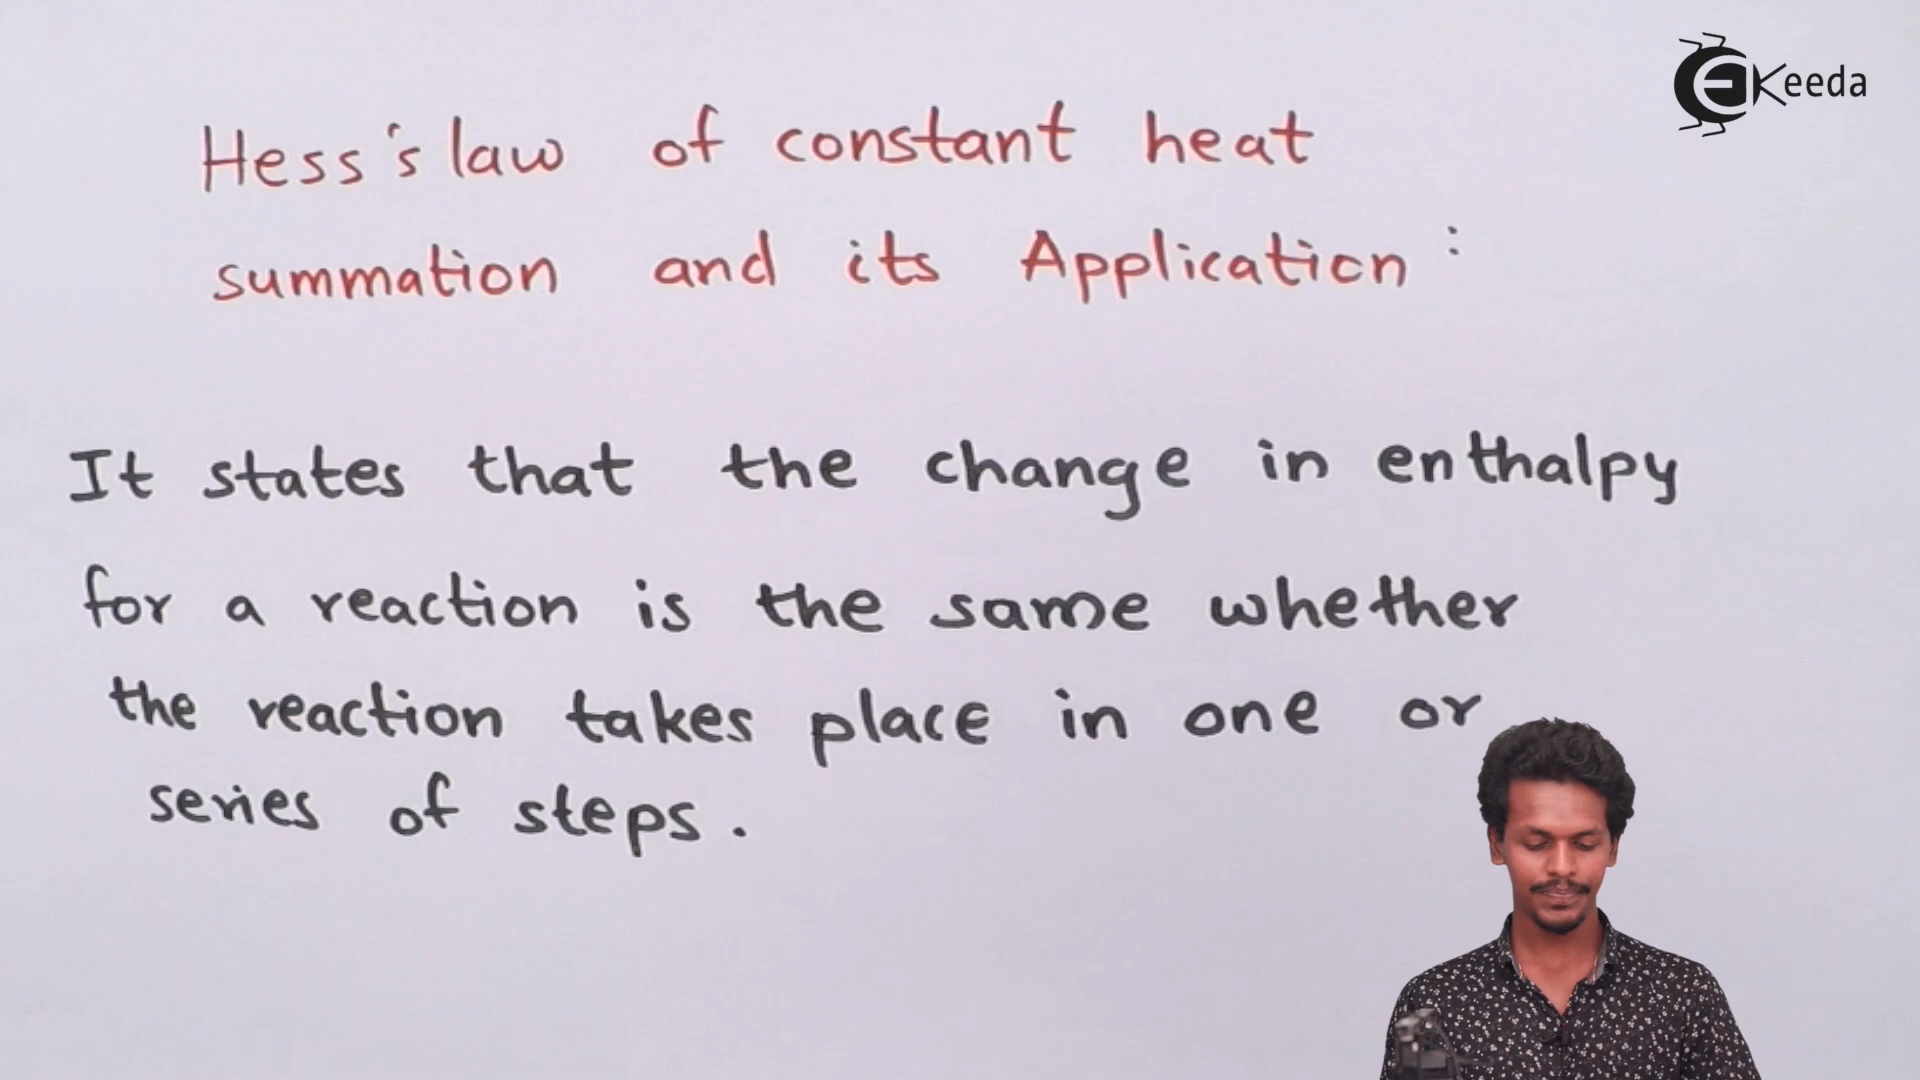 EKeeda
Hess's law of constant heat
summation and its Application :
It states that the change in enthalpy
for a reaction is the same whether
the reaction takes place in one or
series of steps.